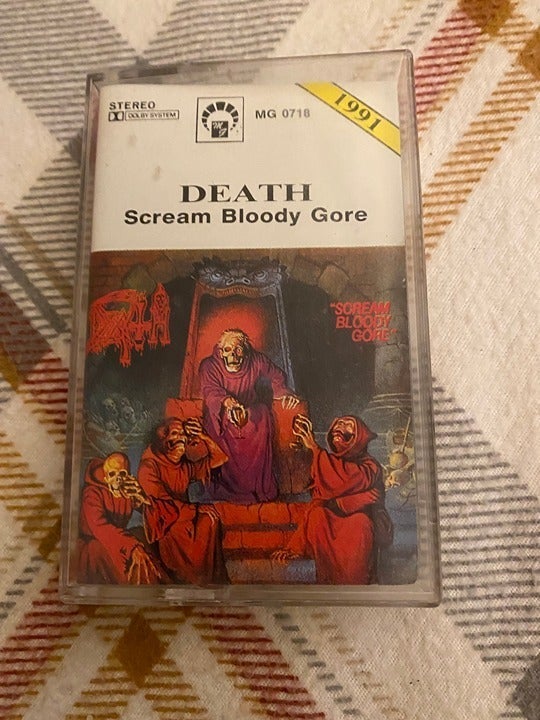 STEREO
DOLBY SYSTEM
MG 0718
1991
DEATH
Scream Bloody Gore
DEATH
"SCREAM
BLOODY
GORE"